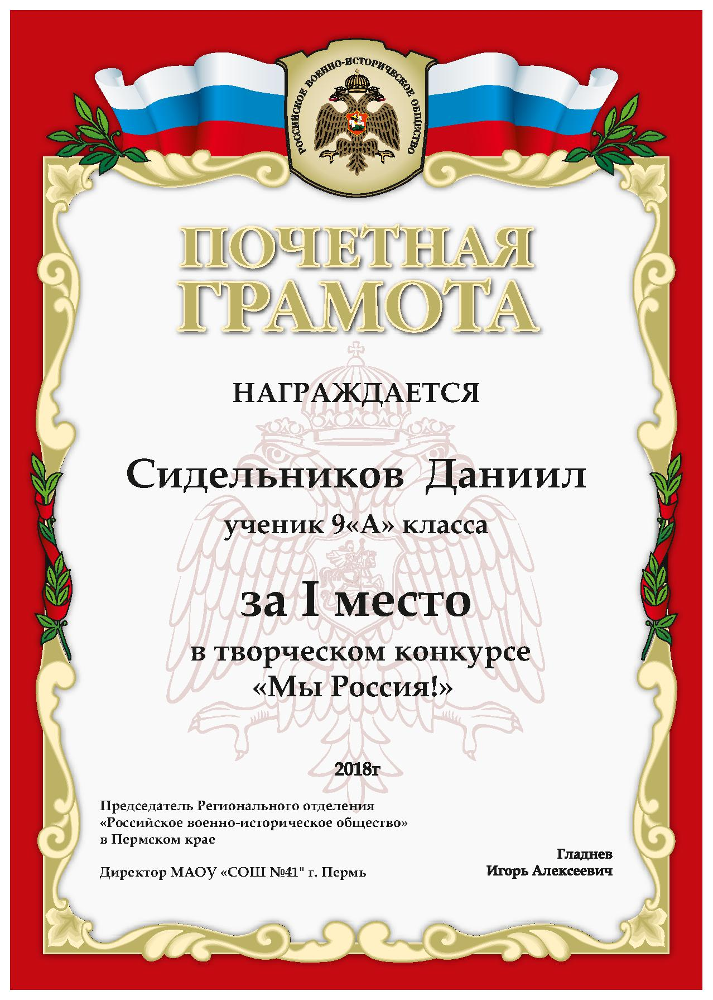 РОССИЙСКОЕ ВОЕННО-ИСТОРИЧЕСКОЕ ОБЩЕСТВО
ПОЧЕТНАЯ
ГРАМОТА
НАГРАЖДАЕТСЯ
Сидельников Даниил
ученик 9«А» класса
за I место
в творческом конкурсе
«Мы Россия!»
2018г
Председатель Регионального отделения
«Российское военно-историческое общество»
в Пермском крае
Гладнев
Игорь Алексеевич
Директор МАОУ «СОШ №41" г. Пермь